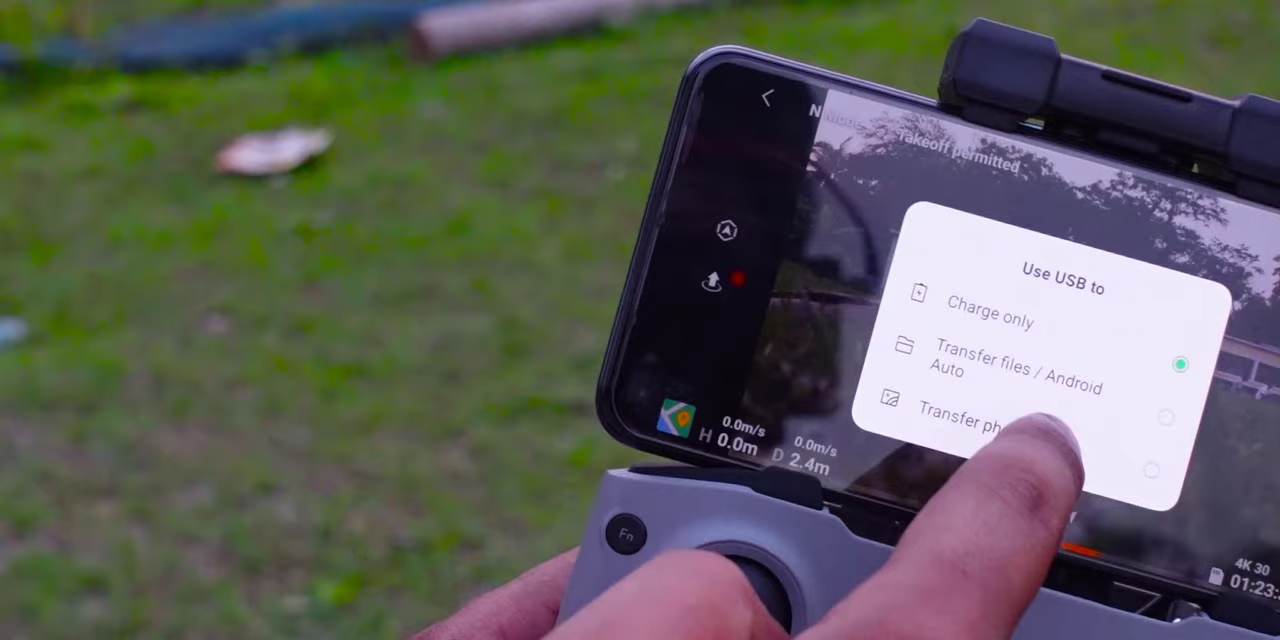 N Mode
Takeoff permitted
Use USB to
Charge only
Transfer files / Android
Auto
Transfer
0.0m/s
H 0.0m
0.0m/s
D 2.4m
Fn
4K 30
01:23: